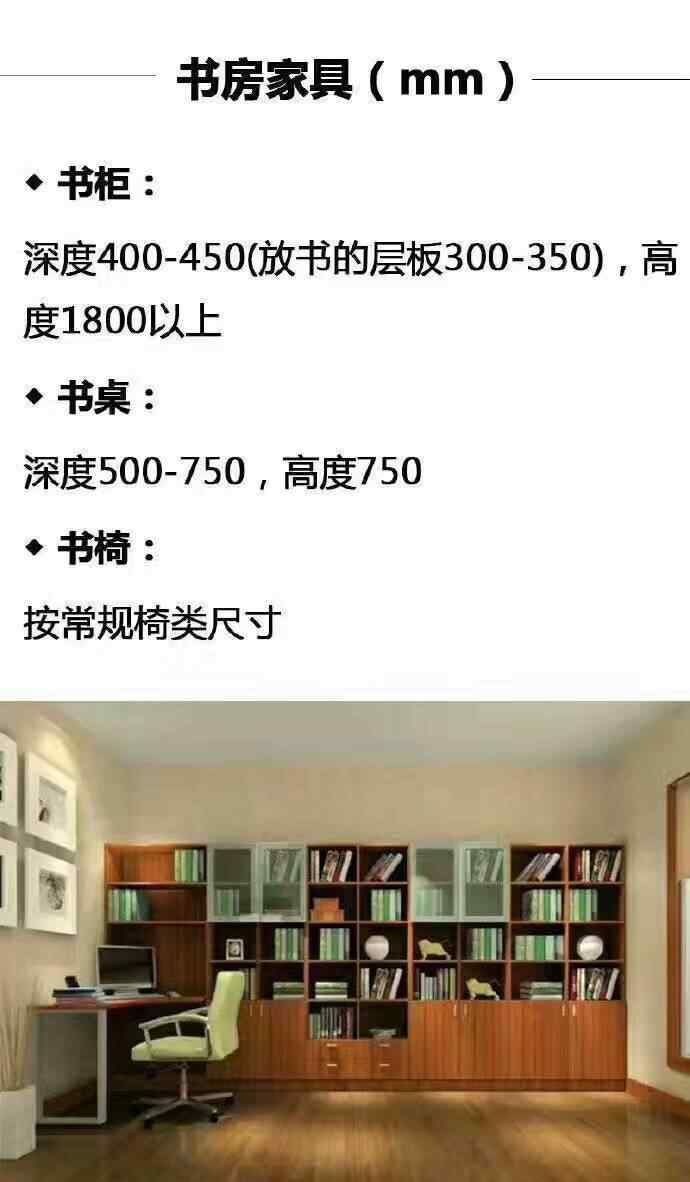 书房家具（mm）
◆ 书柜：
深度400-450(放书的层板300-350)，高
度1800以上
◆ 书桌：
深度500-750，高度750
◆ 书椅：
按常规椅类尺寸